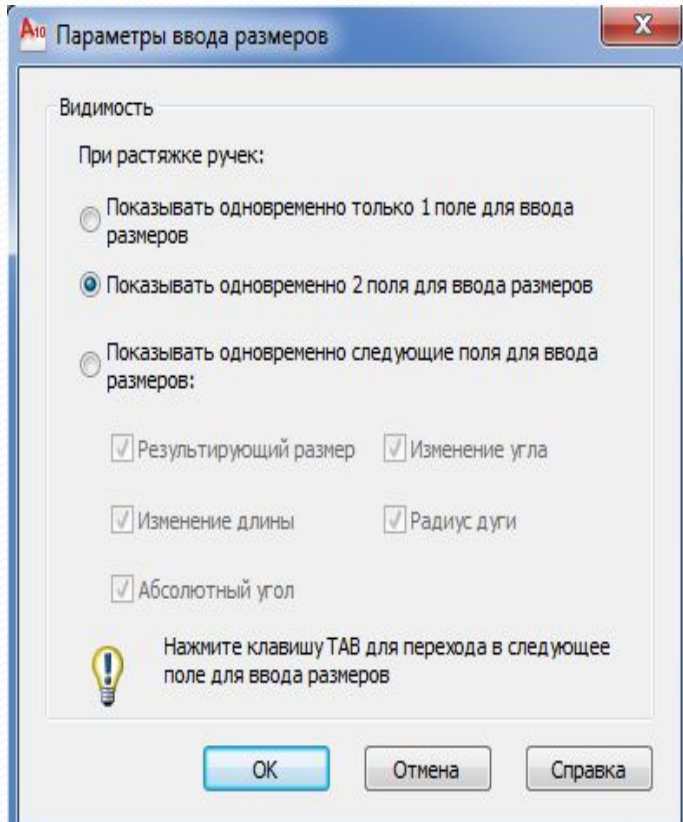 A10 Параметры ввода размеров
Видимость
При растяжке ручек:
Показывать одновременно только 1 поле для ввода
размеров
Показывать одновременно 2 поля для ввода размеров
Показывать одновременно следующие поля для ввода
размеров:
Результирующий размер Изменение угла
Изменение длины Радиус дуги
Абсолютный угол
Нажмите клавишу TAB для перехода в следующее
поле для ввода размеров
OK Отмена Справка